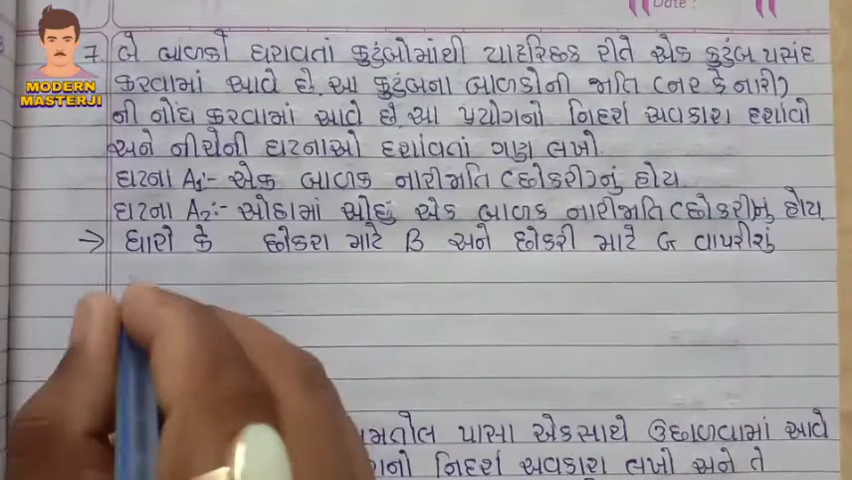 Date :
7. બે બાળકો ધરાવતાં કુટુંબોમાંથી યાદચ્છિક રીતે એક કુટુંબ પસંદ
MODERN
MASTERJI
કરવામાં આવે છે. આ કુટુંબના બાળકોની જાતિ (નર કે નારી)
ની નોંધ કરવામાં આવે છે. આ પ્રયોગનો નિદર્શ અવકાશ દર્શાવો
અને નીચેની ઘટનાઓ દર્શાવતાં ગણ લખો.
ઘટના A₁:- એક બાળક નારીજાતિ (છોકરી)નું હોય
ઘટના A₂:- ઓછામાં ઓછું એક બાળક નારીજાતિ (છોકરી)નું હોય.
→ ધારો કે છોકરા માટે B અને છોકરી માટે G વાપરીશું
પાસા એકસાથે ઉછાળવામાં આવે
નિદર્શ અવકાશ લખો અને તે